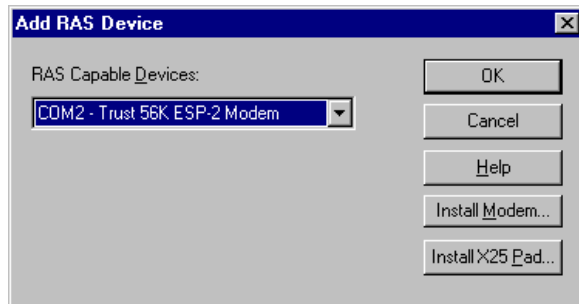 Add RAS Device
RAS Capable Devices:
COM2 - Trust 56K ESP-2 Modem
OK
Cancel
Help
Install Modem...
Install X25 Pad...